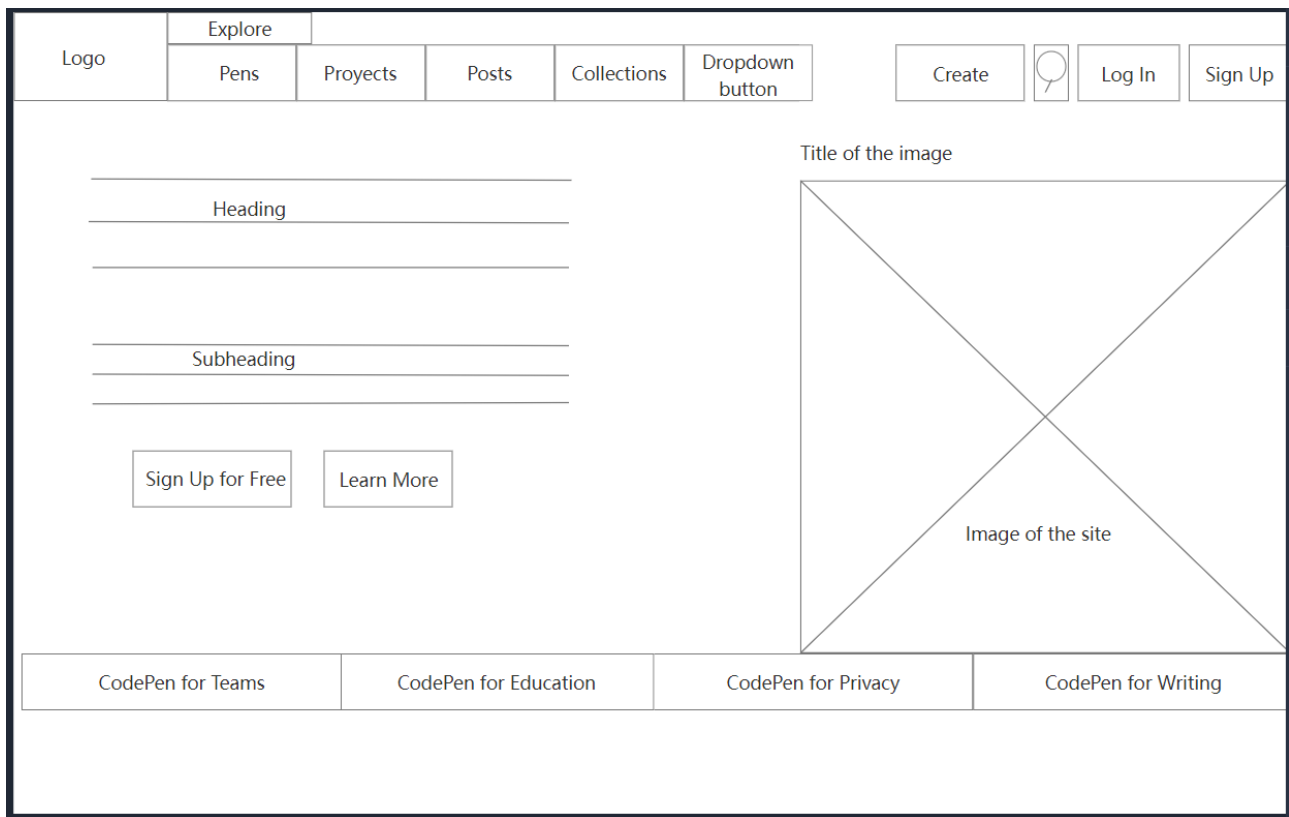 Logo
Explore
Pens
Proyects
Posts
Collections
Dropdown
button
Create
Log In
Sign Up
Title of the image
Heading
Subheading
Sign Up for Free
Learn More
Image of the site
CodePen for Teams
CodePen for Education
CodePen for Privacy
CodePen for Writing